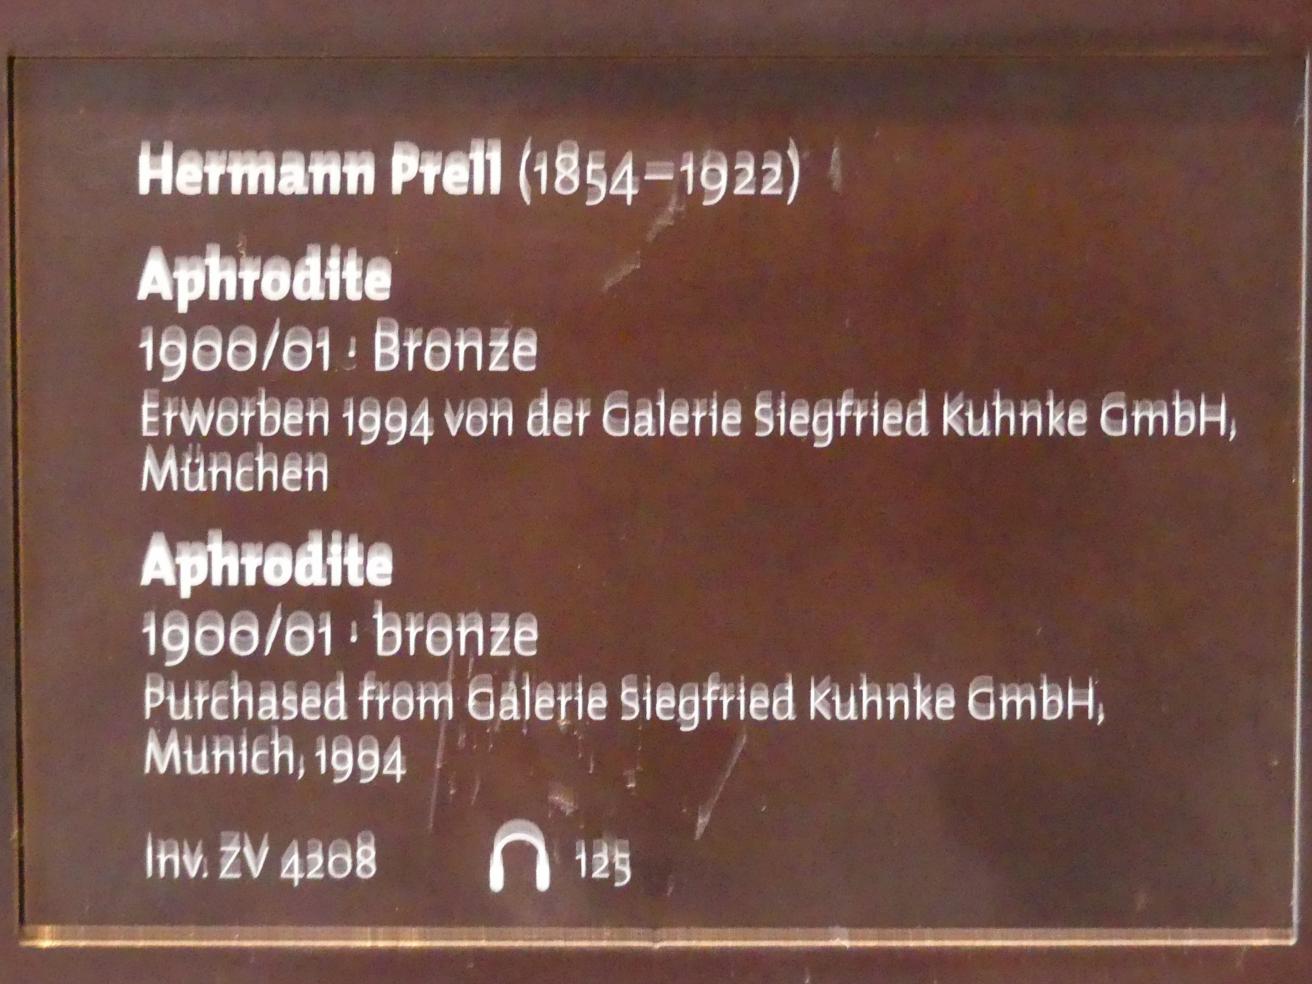 Hermann Prell (1854–1922)
Aphrodite
1900/01 · Bronze
Erworben 1994 von der Galerie Siegfried Kuhnke GmbH,
München
Aphrodite
1900/01 · bronze
Purchased from Galerie Siegfried Kuhnke GmbH,
Munich, 1994
Inv. ZV 4208 125